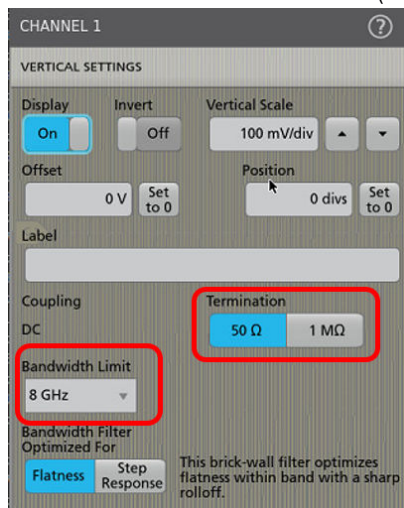 CHANNEL 1 ?
VERTICAL SETTINGS
Display Invert Vertical Scale
On Off 100 mV/div
Offset Position
0 V Set to 0 0 divs Set to 0
Label
Coupling Termination
DC 50 Ω 1 MΩ
Bandwidth Limit
8 GHz
Bandwidth Filter
Optimized For
Flatness Step Response
This brick-wall filter optimizes
flatness within band with a sharp
rolloff.